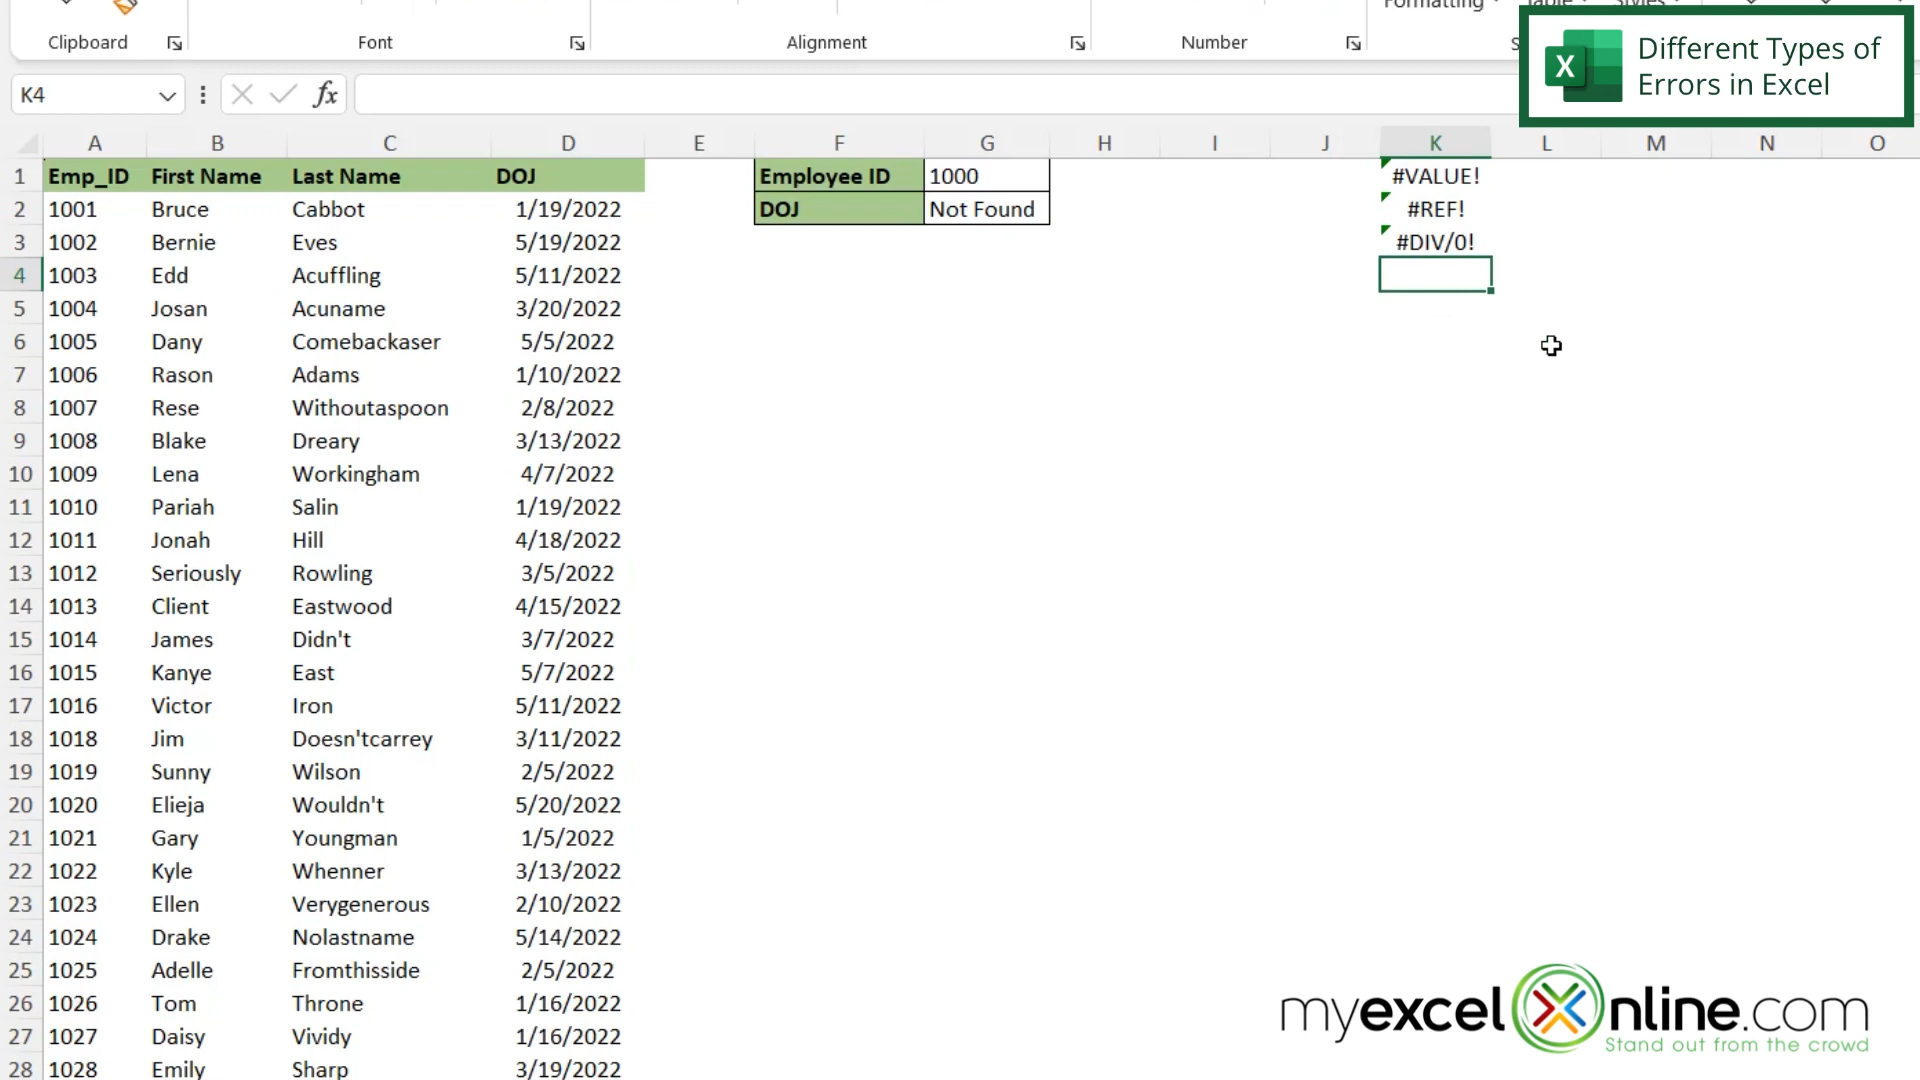 Formatting Table Styles
Clipboard Font Alignment Number S
X Different Types of
Errors in Excel
K4 fx
A B C D E F G H I J K L M N O
1 Emp_ID First Name Last Name DOJ Employee ID 1000 #VALUE!
2 1001 Bruce Cabbot 1/19/2022 DOJ Not Found #REF!
3 1002 Bernie Eves 5/19/2022 #DIV/0!
4 1003 Edd Acuffling 5/11/2022
5 1004 Josan Acuname 3/20/2022
6 1005 Dany Comebackaser 5/5/2022
7 1006 Rason Adams 1/10/2022
8 1007 Rese Withoutaspoon 2/8/2022
9 1008 Blake Dreary 3/13/2022
10 1009 Lena Workingham 4/7/2022
11 1010 Pariah Salin 1/19/2022
12 1011 Jonah Hill 4/18/2022
13 1012 Seriously Rowling 3/5/2022
14 1013 Client Eastwood 4/15/2022
15 1014 James Didn't 3/7/2022
16 1015 Kanye East 5/7/2022
17 1016 Victor Iron 5/11/2022
18 1018 Jim Doesn'tcarrey 3/11/2022
19 1019 Sunny Wilson 2/5/2022
20 1020 Elieja Wouldn't 5/20/2022
21 1021 Gary Youngman 1/5/2022
22 1022 Kyle Whenner 3/13/2022
23 1023 Ellen Verygenerous 2/10/2022
24 1024 Drake Nolastname 5/14/2022
25 1025 Adelle Fromthisside 2/5/2022
26 1026 Tom Throne 1/16/2022
27 1027 Daisy Vividy 1/16/2022
28 1028 Emily Sharp 3/19/2022
myexcelOnline.com
Stand out from the crowd